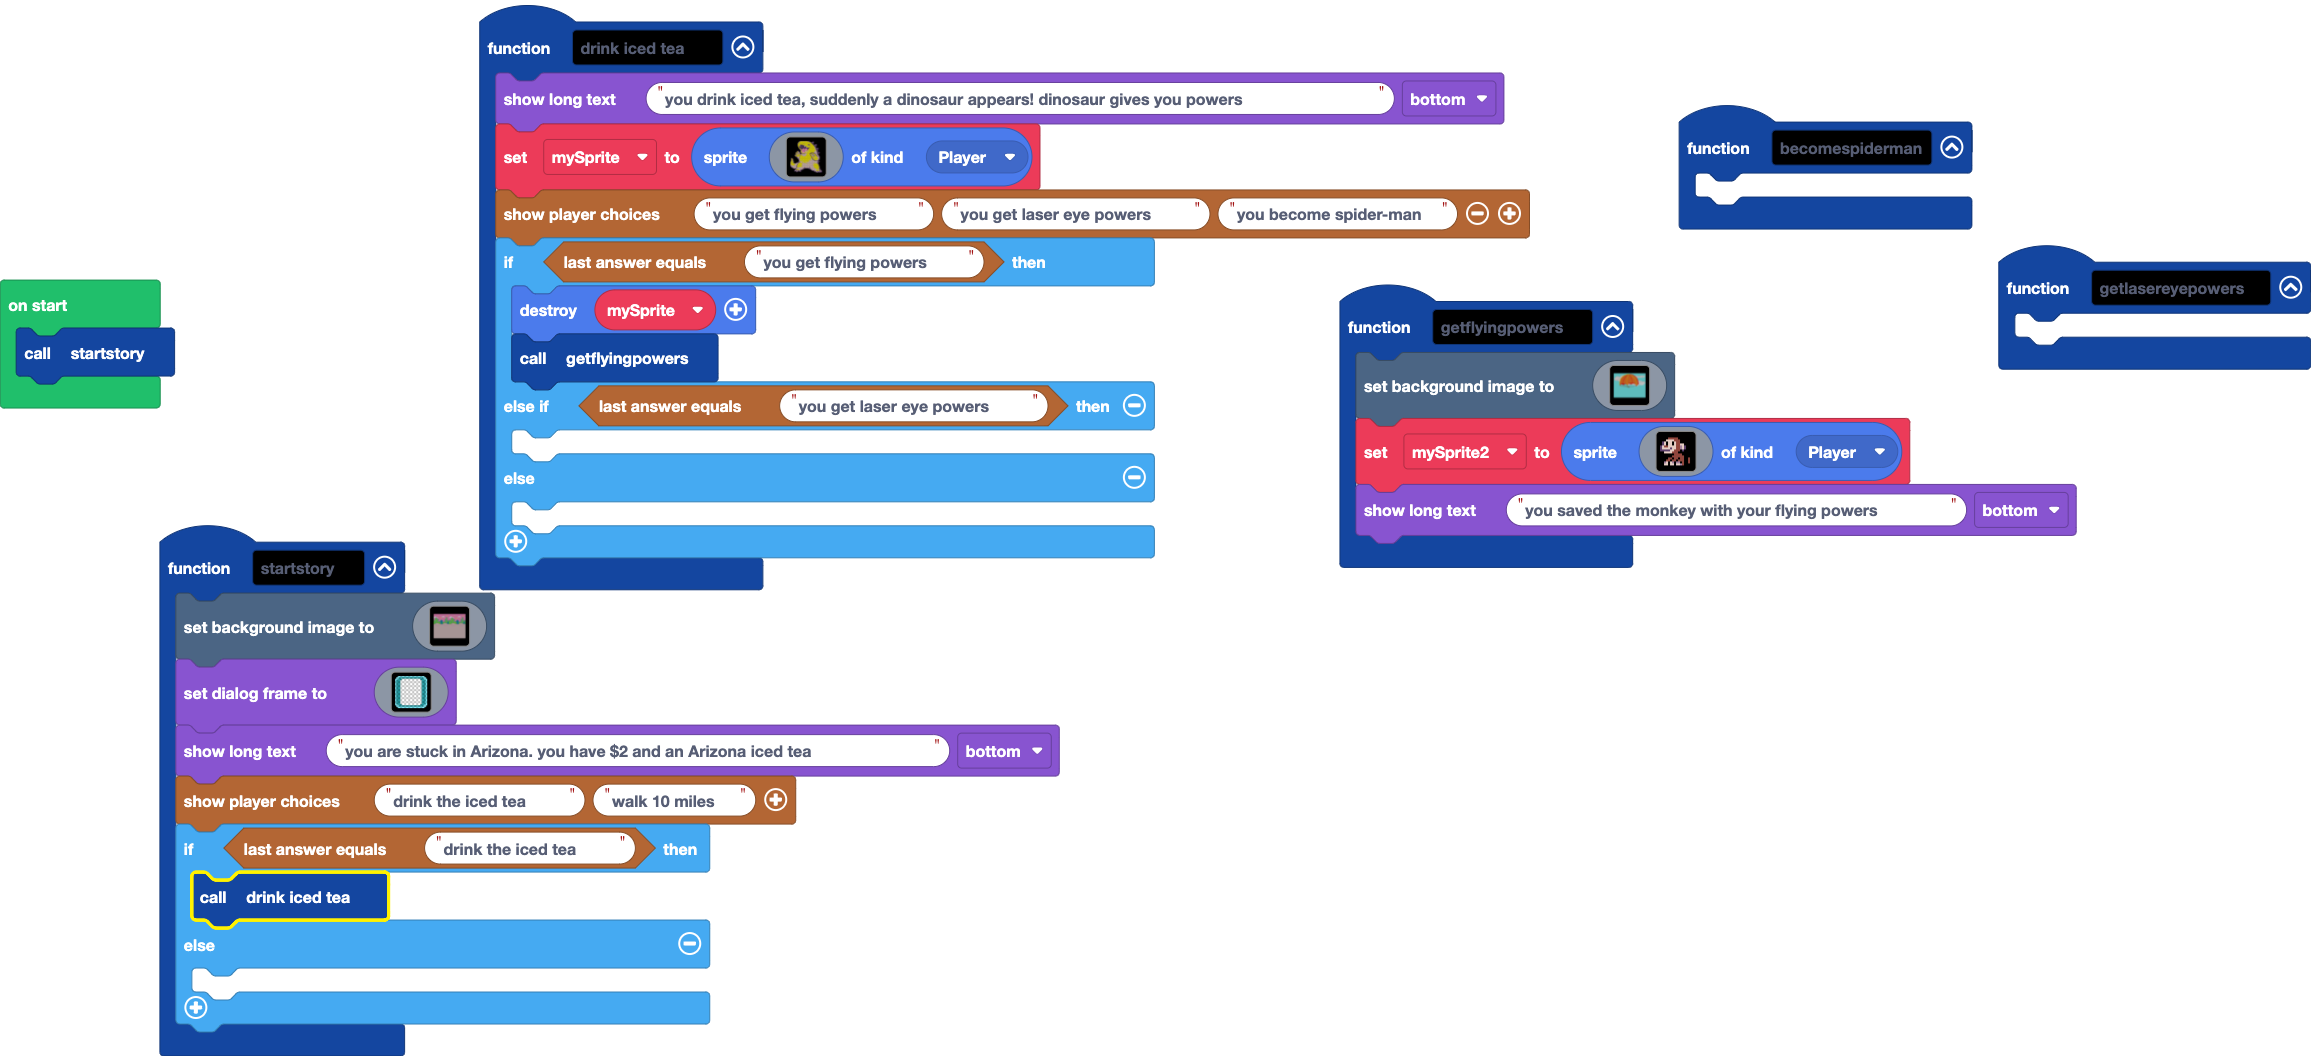 function drink iced tea
show long text "you drink iced tea, suddenly a dinosaur appears! dinosaur gives you powers" bottom
set mySprite to sprite of kind Player
show player choices "you get flying powers" "you get laser eye powers" "you become spider-man"
if last answer equals "you get flying powers" then
destroy mySprite
call getflyingpowers
else if last answer equals "you get laser eye powers" then
else
on start
call startstory
function startstory
set background image to
set dialog frame to
show long text "you are stuck in Arizona. you have $2 and an Arizona iced tea" bottom
show player choices "drink the iced tea" "walk 10 miles"
if last answer equals "drink the iced tea" then
call drink iced tea
else
function becomespiderman
function getlasereyepowers
function getflyingpowers
set background image to
set mySprite2 to sprite of kind Player
show long text "you saved the monkey with your flying powers" bottom